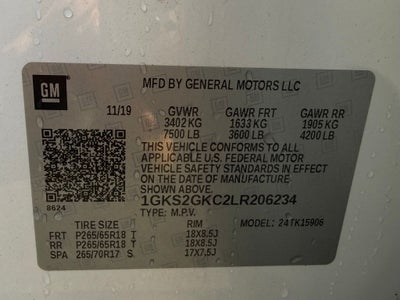 GM
MFD BY GENERAL MOTORS LLC
11/19 GVWR GAWR FRT GAWR RR
3402 KG 1633 KG 1905 KG
7500 LB 3600 LB 4200 LB
THIS VEHICLE CONFORMS TO ALL
APPLICABLE U.S. FEDERAL MOTOR
VEHICLE SAFETY STANDARDS IN EFFECT
ON THE DATE OF MANUFACTURE
SHOWN ABOVE.
8624 1GKS2GKC2LR206234
TYPE: M.P.V. MODEL: 24TK15906
TIRE SIZE RIM
FRT P265/65R18 T 18X8.5J
RR P265/65R18 T 18X8.5J
SPA 265/70R17 S 17X7.5J